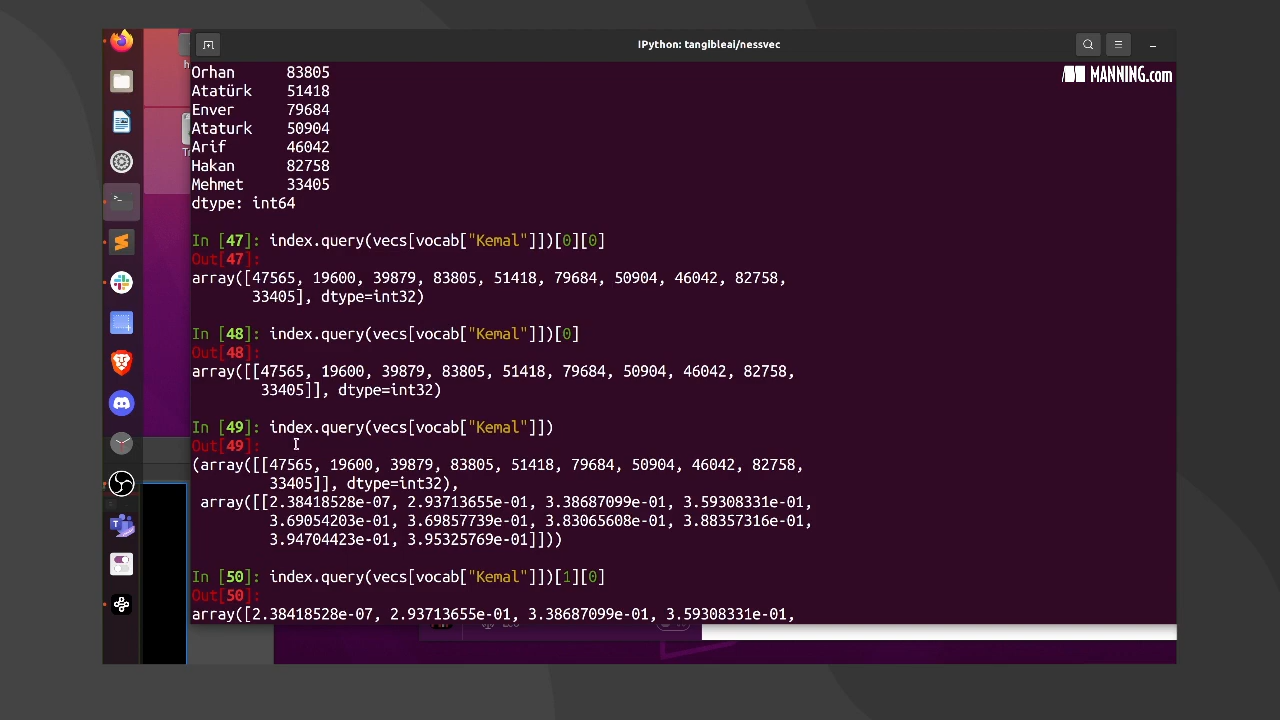 IPython: tangibleai/nessvec
MANNING.com
Orhan 83805
Atatürk 51418
Enver 79684
Ataturk 50904
Arif 46042
Hakan 82758
Mehmet 33405
dtype: int64
In [47]: index.query(vecs[vocab["Kemal"]])[0][0]
Out[47]:
array([47565, 19600, 39879, 83805, 51418, 79684, 50904, 46042, 82758,
33405], dtype=int32)
In [48]: index.query(vecs[vocab["Kemal"]])[0]
Out[48]:
array([[47565, 19600, 39879, 83805, 51418, 79684, 50904, 46042, 82758,
33405]], dtype=int32)
In [49]: index.query(vecs[vocab["Kemal"]])
Out[49]:
(array([[47565, 19600, 39879, 83805, 51418, 79684, 50904, 46042, 82758,
33405]], dtype=int32),
array([[2.38418528e-07, 2.93713655e-01, 3.38687099e-01, 3.59308331e-01,
3.69054203e-01, 3.69857739e-01, 3.83065608e-01, 3.88357316e-01,
3.94704423e-01, 3.95325769e-01]]))
In [50]: index.query(vecs[vocab["Kemal"]])[1][0]
Out[50]:
array([2.38418528e-07, 2.93713655e-01, 3.38687099e-01, 3.59308331e-01,